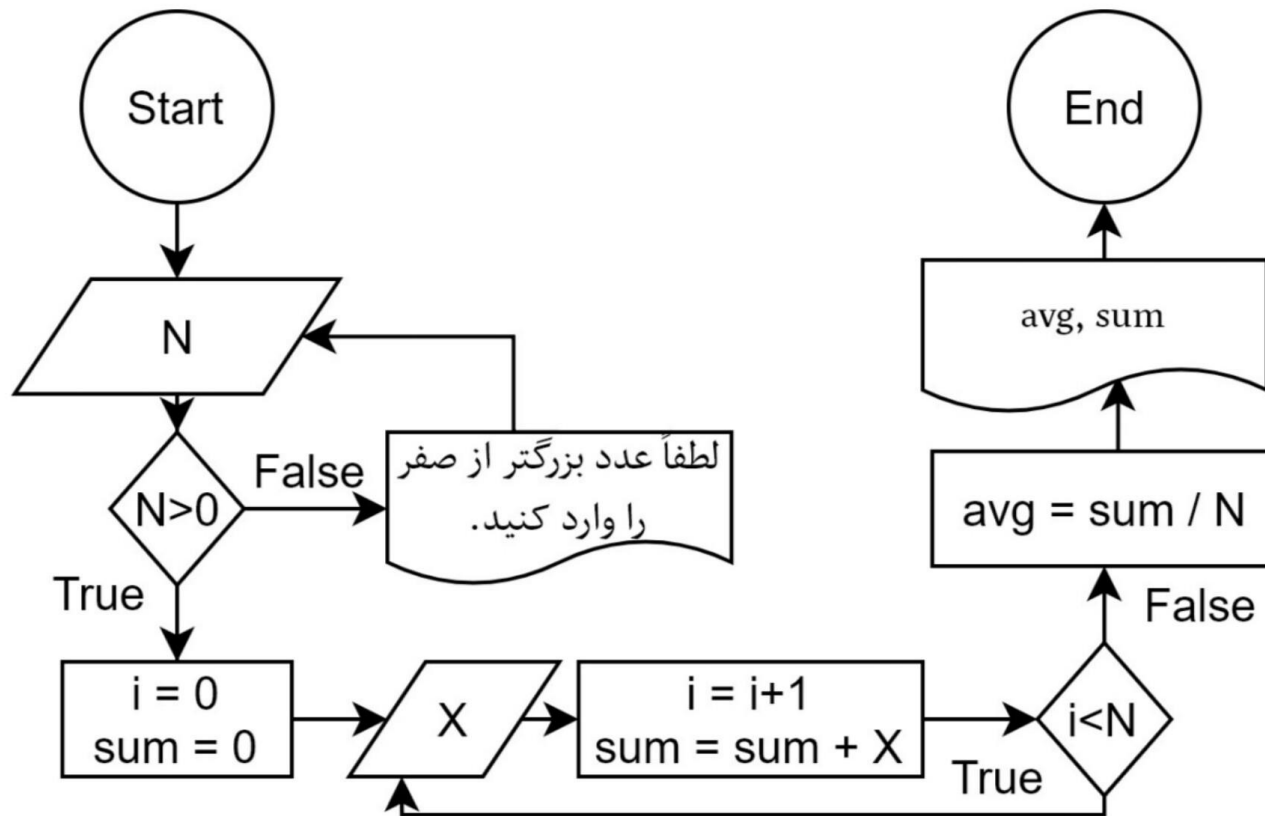 Start
N
N>0
False
لطفاً عدد بزرگتر از صفر
را وارد کنید.
True
i = 0
sum = 0
X
i = i+1
sum = sum + X
i<N
True
False
avg = sum / N
avg, sum
End